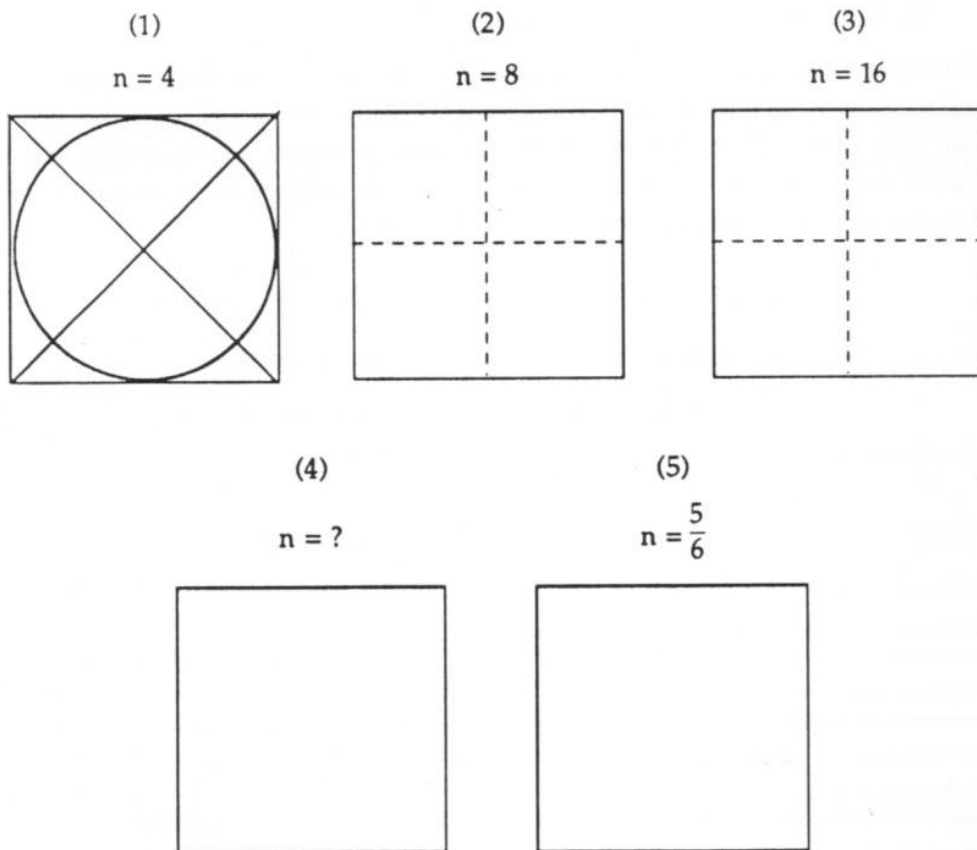 (1) (2) (3)
n = 4 n = 8 n = 16
(4) (5)
n = ? n = 5/6